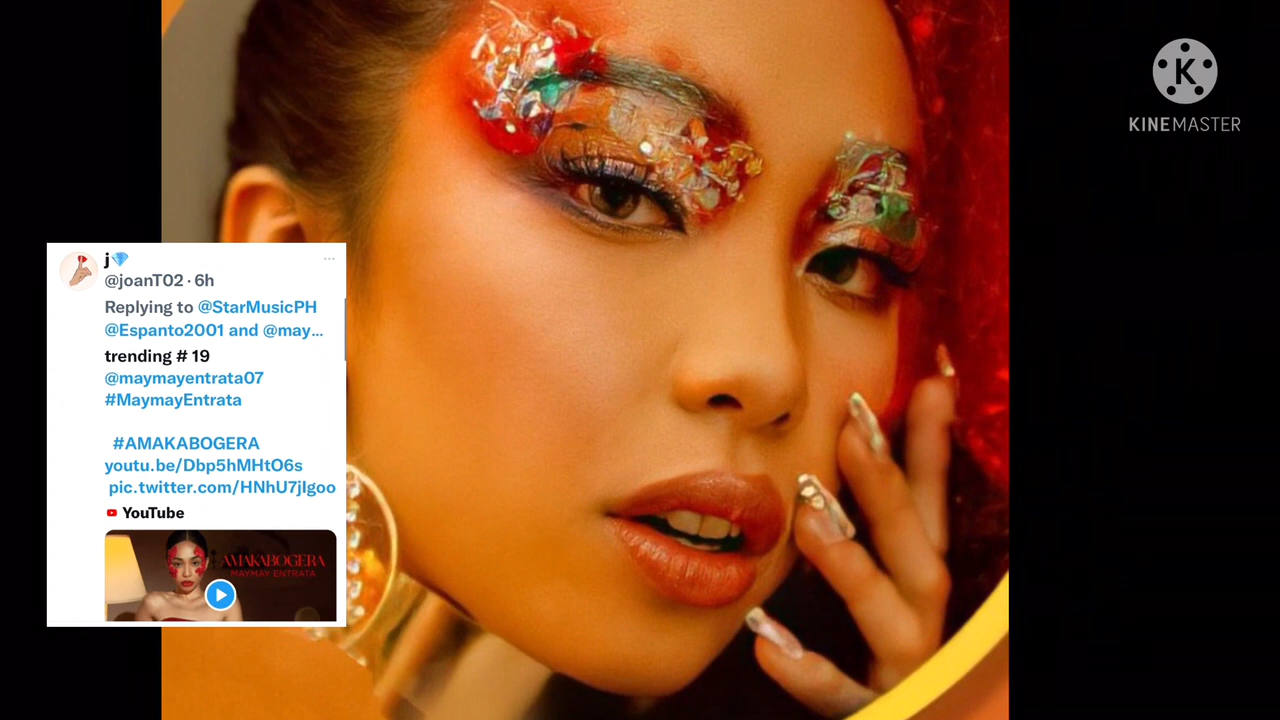 K
KINEMASTER
j
@joanT02 · 6h
Replying to @StarMusicPH
@Espanto2001 and @may...
trending # 19
@maymayentrata07
#MaymayEntrata
#AMAKABOGERA
youtu.be/Dbp5hMHtO6s
pic.twitter.com/HNhU7jIgoo
YouTube
AMAKABOGERA
MAYMAY ENTRATA